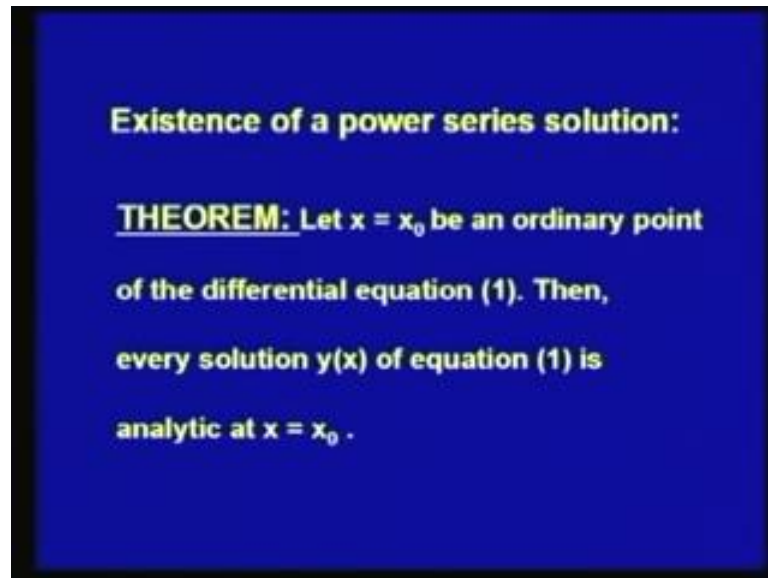 Existence of a power series solution:
THEOREM: Let x = x₀ be an ordinary point
of the differential equation (1). Then,
every solution y(x) of equation (1) is
analytic at x = x₀ .